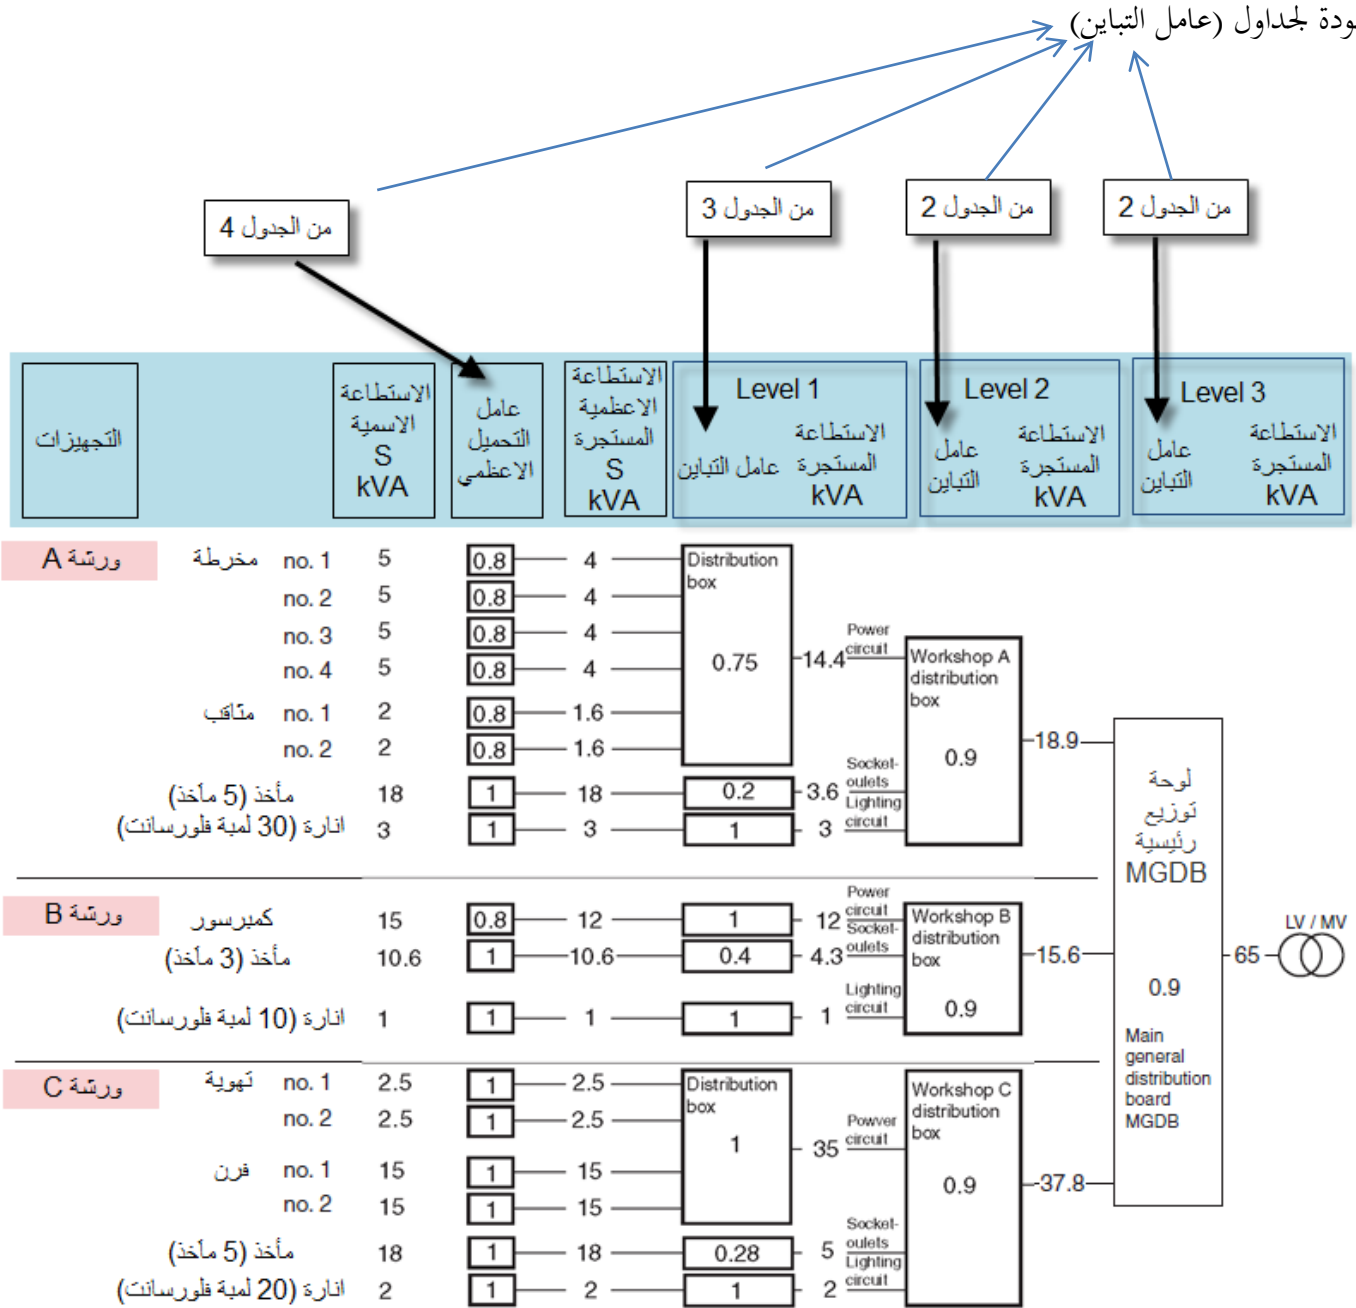 ودة لجداول (عامل التباين)
من الجدول 4
من الجدول 3
من الجدول 2
من الجدول 2
التجهيزات
الاستطاعة
الاسمية
S
kVA
عامل
التحميل
الاعظمي
الاستطاعة
الاعظمية
المستجرة
S
kVA
Level 1
عامل التباين
الاستطاعة
المستجرة
kVA
Level 2
عامل
التباين
الاستطاعة
المستجرة
kVA
Level 3
عامل
التباين
الاستطاعة
المستجرة
kVA
ورشة A
مخرطة no. 1 5 0.8 4
no. 2 5 0.8 4
no. 3 5 0.8 4
no. 4 5 0.8 4
مثاقب no. 1 2 0.8 1.6
no. 2 2 0.8 1.6
Distribution
box
0.75
14.4
Power
circuit
مأخذ (5 مآخذ) 18 1 18 0.2 3.6
Socket-
oulets
انارة (30 لمبة فلورسانت) 3 1 3 1 3
Lighting
circuit
Workshop A
distribution
box
0.9
18.9
ورشة B
كمبرسور 15 0.8 12 1 12
Power
circuit
مأخذ (3 مآخذ) 10.6 1 10.6 0.4 4.3
Socket-
oulets
انارة (10 لمبة فلورسانت) 1 1 1 1 1
Lighting
circuit
Workshop B
distribution
box
0.9
15.6
ورشة C
تهوية no. 1 2.5 1 2.5
no. 2 2.5 1 2.5
فرن no. 1 15 1 15
no. 2 15 1 15
Distribution
box
1
35
Powver
circuit
مأخذ (5 مآخذ) 18 1 18 0.28 5
Socket-
oulets
انارة (20 لمبة فلورسانت) 2 1 2 1 2
Lighting
circuit
Workshop C
distribution
box
0.9
37.8
لوحة
توزيع
رئيسية
MGDB
0.9
Main
general
distribution
board
MGDB
65
LV / MV